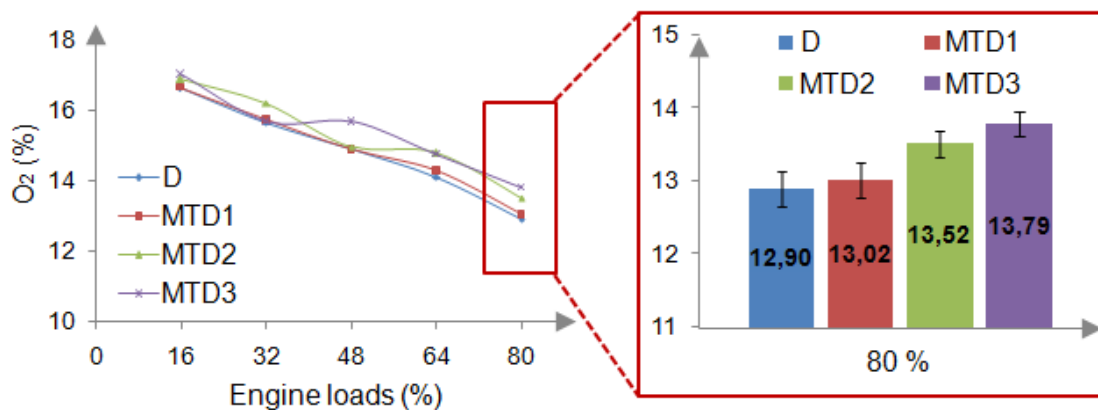 18
16
14
12
10
O₂ (%)
D
MTD1
MTD2
MTD3
0 16 32 48 64 80
Engine loads (%)
15
14
13
12
11
D MTD1
MTD2 MTD3
12,90 13,02 13,52 13,79
80 %